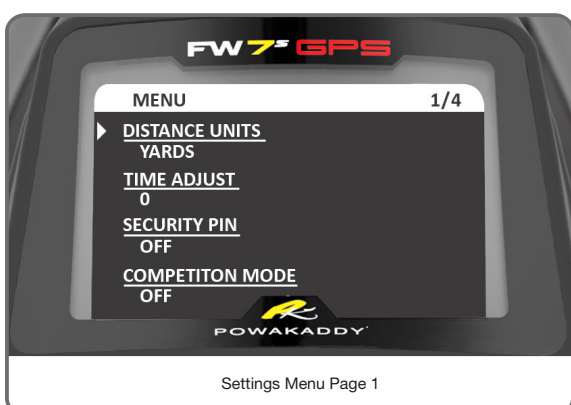 FW7s GPS
MENU 1/4
DISTANCE UNITS
YARDS
TIME ADJUST
0
SECURITY PIN
OFF
COMPETITON MODE
OFF
POWAKADDY
Settings Menu Page 1